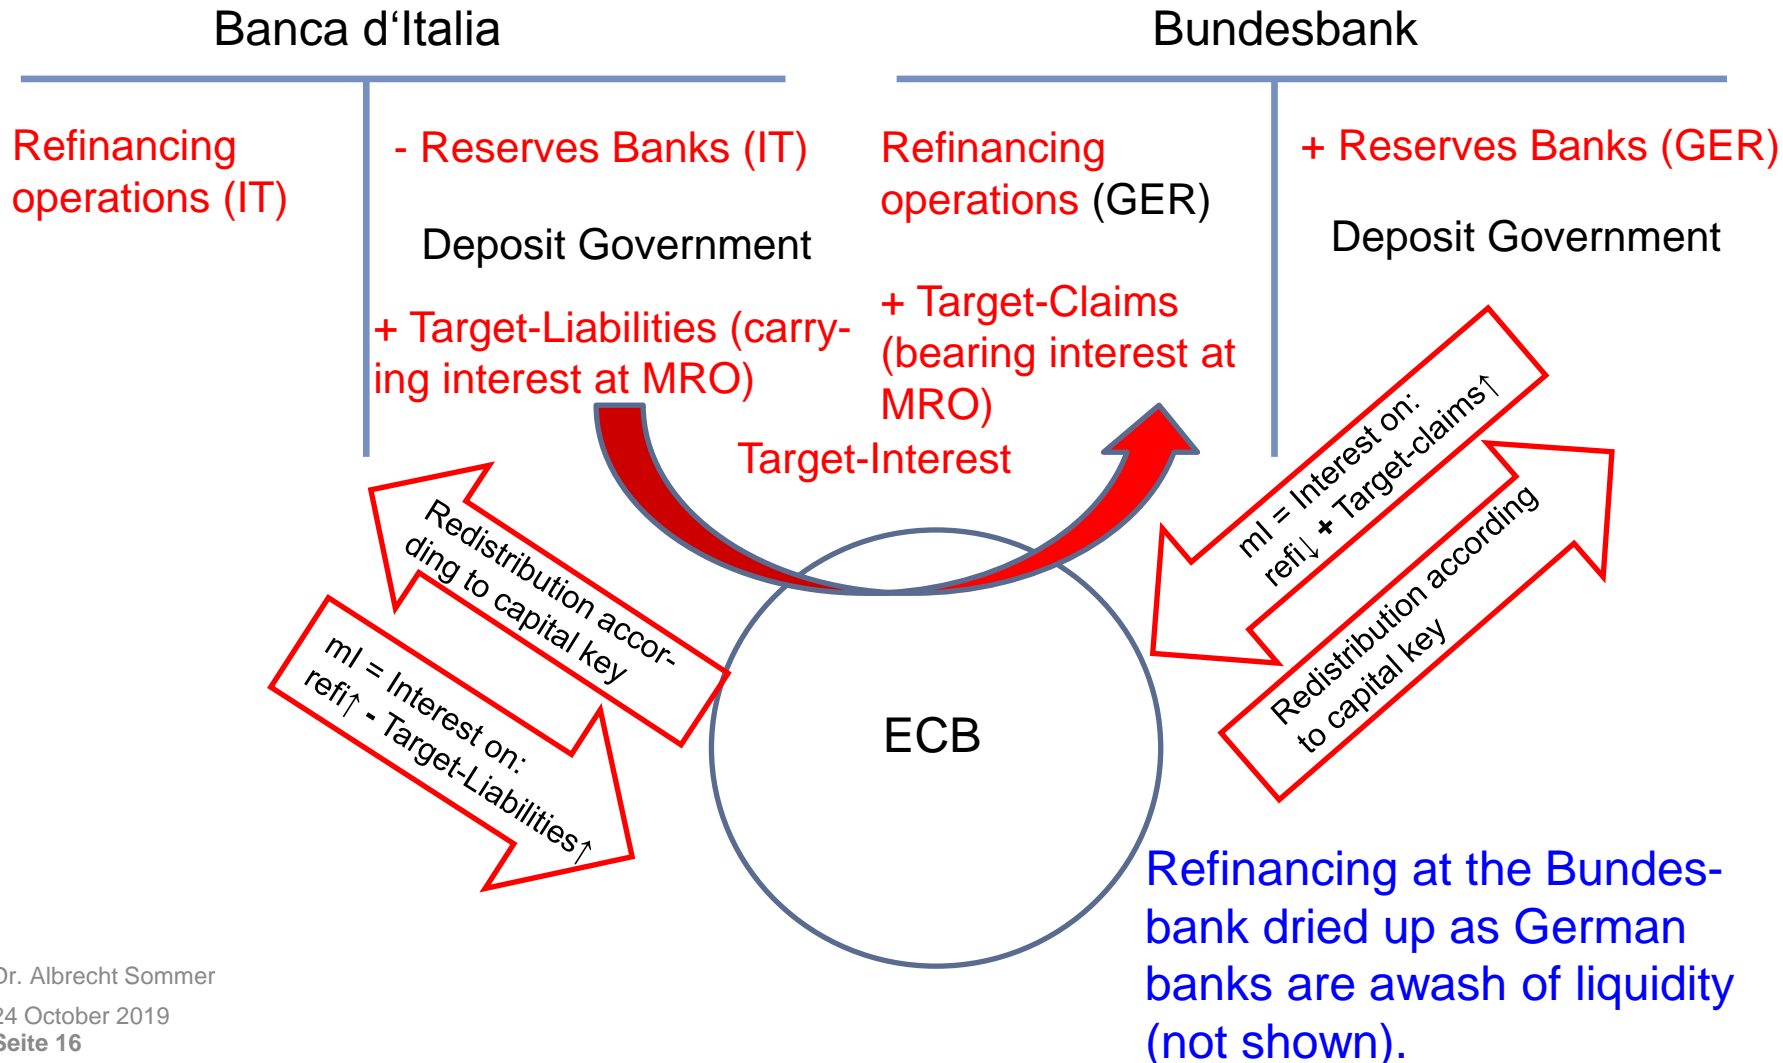 Banca d‘Italia
Bundesbank
Refinancing
operations (IT)
- Reserves Banks (IT)
Deposit Government
+ Target-Liabilities (carry-
ing interest at MRO)
Refinancing
operations (GER)
+ Target-Claims
(bearing interest at
MRO)
+ Reserves Banks (GER)
Deposit Government
Target-Interest
Redistribution accor-
ding to capital key
mI = Interest on:
refi↑ - Target-Liabilities↑
mI = Interest on:
refi↓ + Target-claims↑
Redistribution according
to capital key
ECB
Refinancing at the Bundes-
bank dried up as German
banks are awash of liquidity
(not shown).
Dr. Albrecht Sommer
24 October 2019
Seite 16